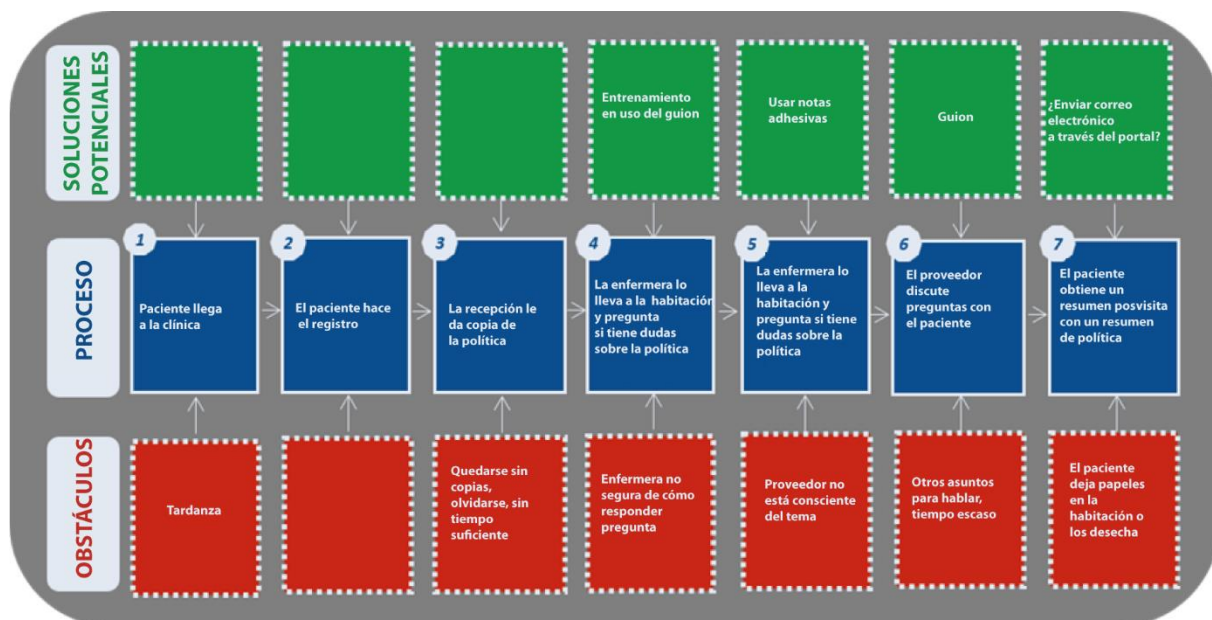 SOLUCIONES
POTENCIALES
Entrenamiento
en uso del guion
Usar notas
adhesivas
Guion
¿Enviar correo
electrónico
a través del portal?
PROCESO
1
Paciente llega
a la clínica
2
El paciente hace
el registro
3
La recepción le
da copia de
la política
4
La enfermera lo
lleva a la habitación
y pregunta
si tiene dudas
sobre la política
5
La enfermera lo
lleva a la
habitación y
pregunta si tiene
dudas sobre la
política
6
El proveedor
discute
preguntas con
el paciente
7
El paciente
obtiene un
resumen posvisita
con un resumen
de política
OBSTÁCULOS
Tardanza
Quedarse sin
copias,
olvidarse, sin
tiempo
suficiente
Enfermera no
segura de cómo
responder
pregunta
Proveedor no
está consciente
del tema
Otros asuntos
para hablar,
tiempo escaso
El paciente
deja papeles
en la
habitación o
los desecha